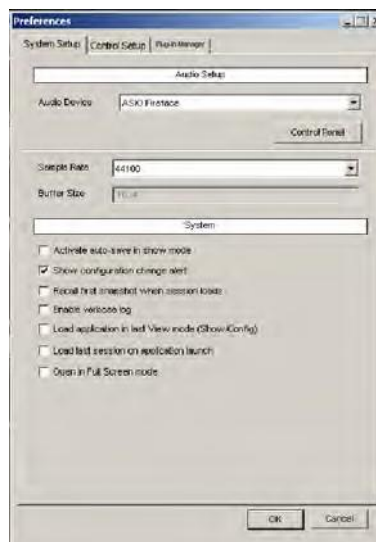 Preferences
System Setup Control Setup Plug-In Manager
Audio Setup
Audio Device ASIO Fireface
Control Panel
Sample Rate 44100
Buffer Size
System
Activate auto-save in show mode
Show configuration change alert
Recall first snapshot when session loads
Enable verbose log
Load application in last View mode (Show/Config)
Load last session on application launch
Open in Full Screen mode
OK Cancel